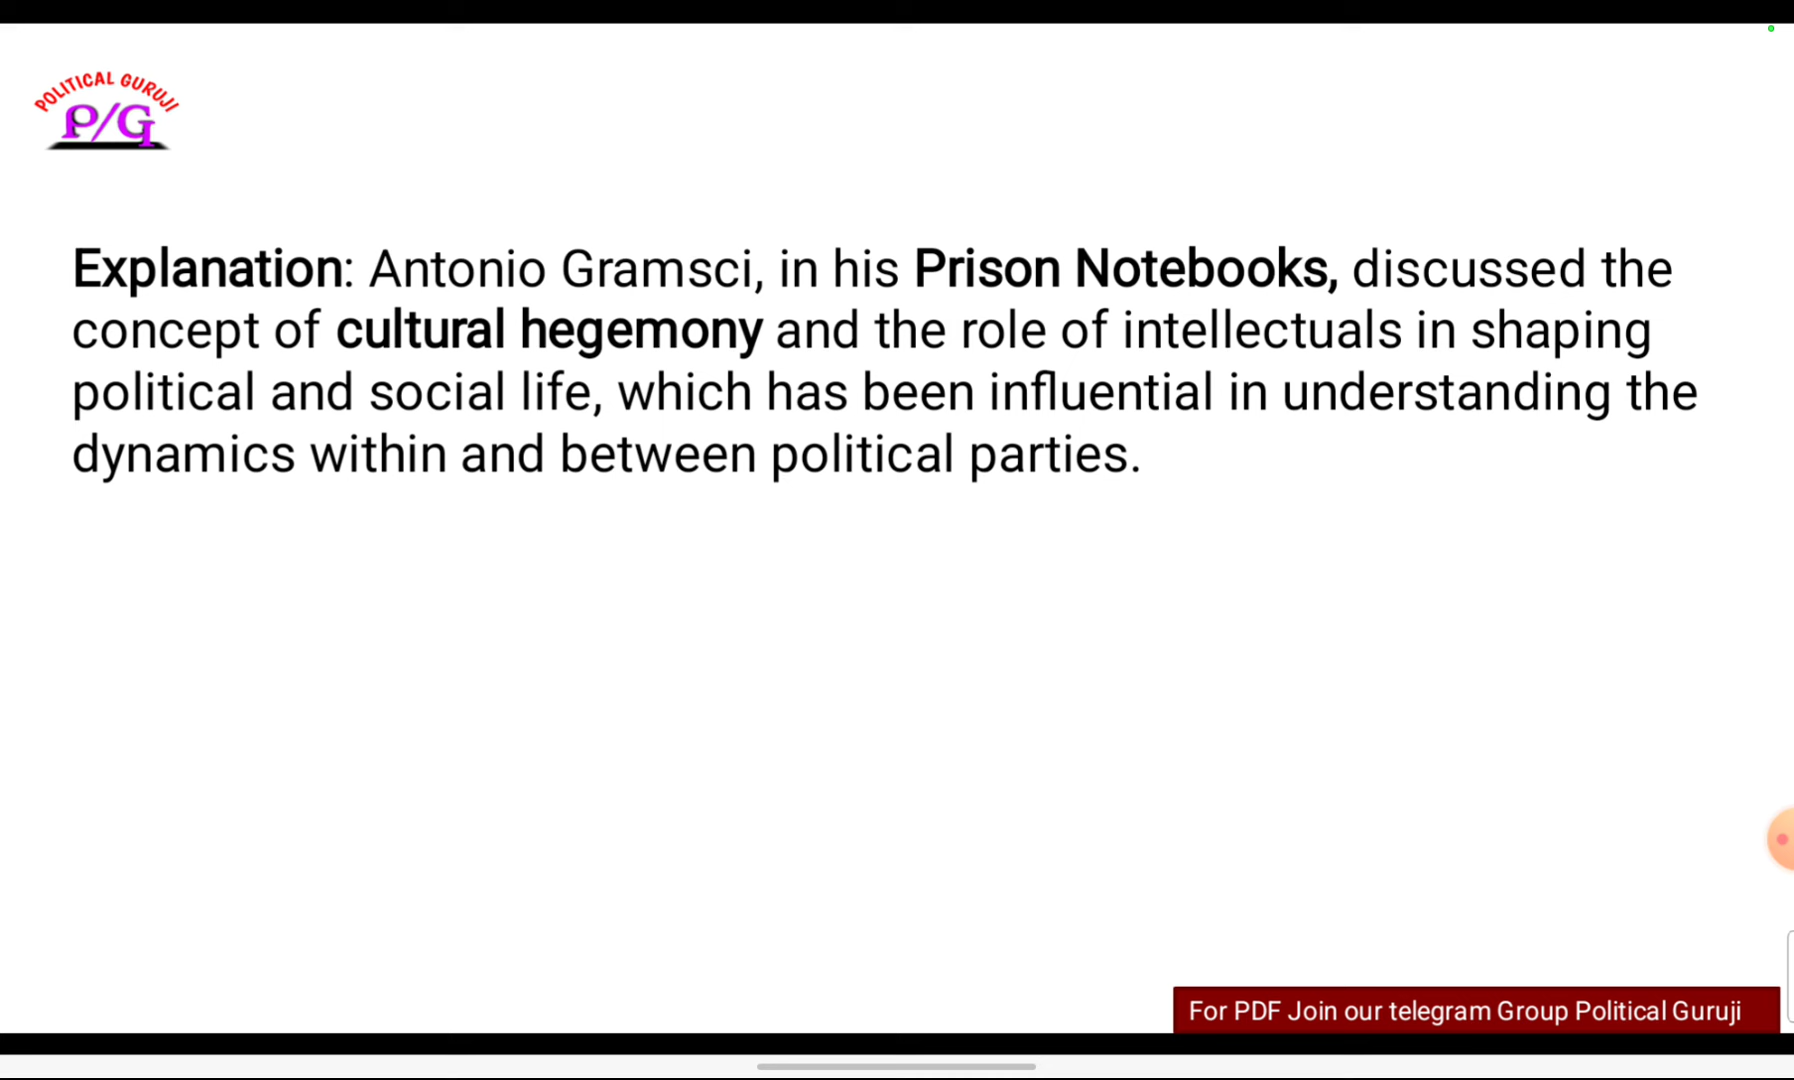 POLITICAL GURUJI
P/G
Explanation: Antonio Gramsci, in his Prison Notebooks, discussed the
concept of cultural hegemony and the role of intellectuals in shaping
political and social life, which has been influential in understanding the
dynamics within and between political parties.
For PDF Join our telegram Group Political Guruji